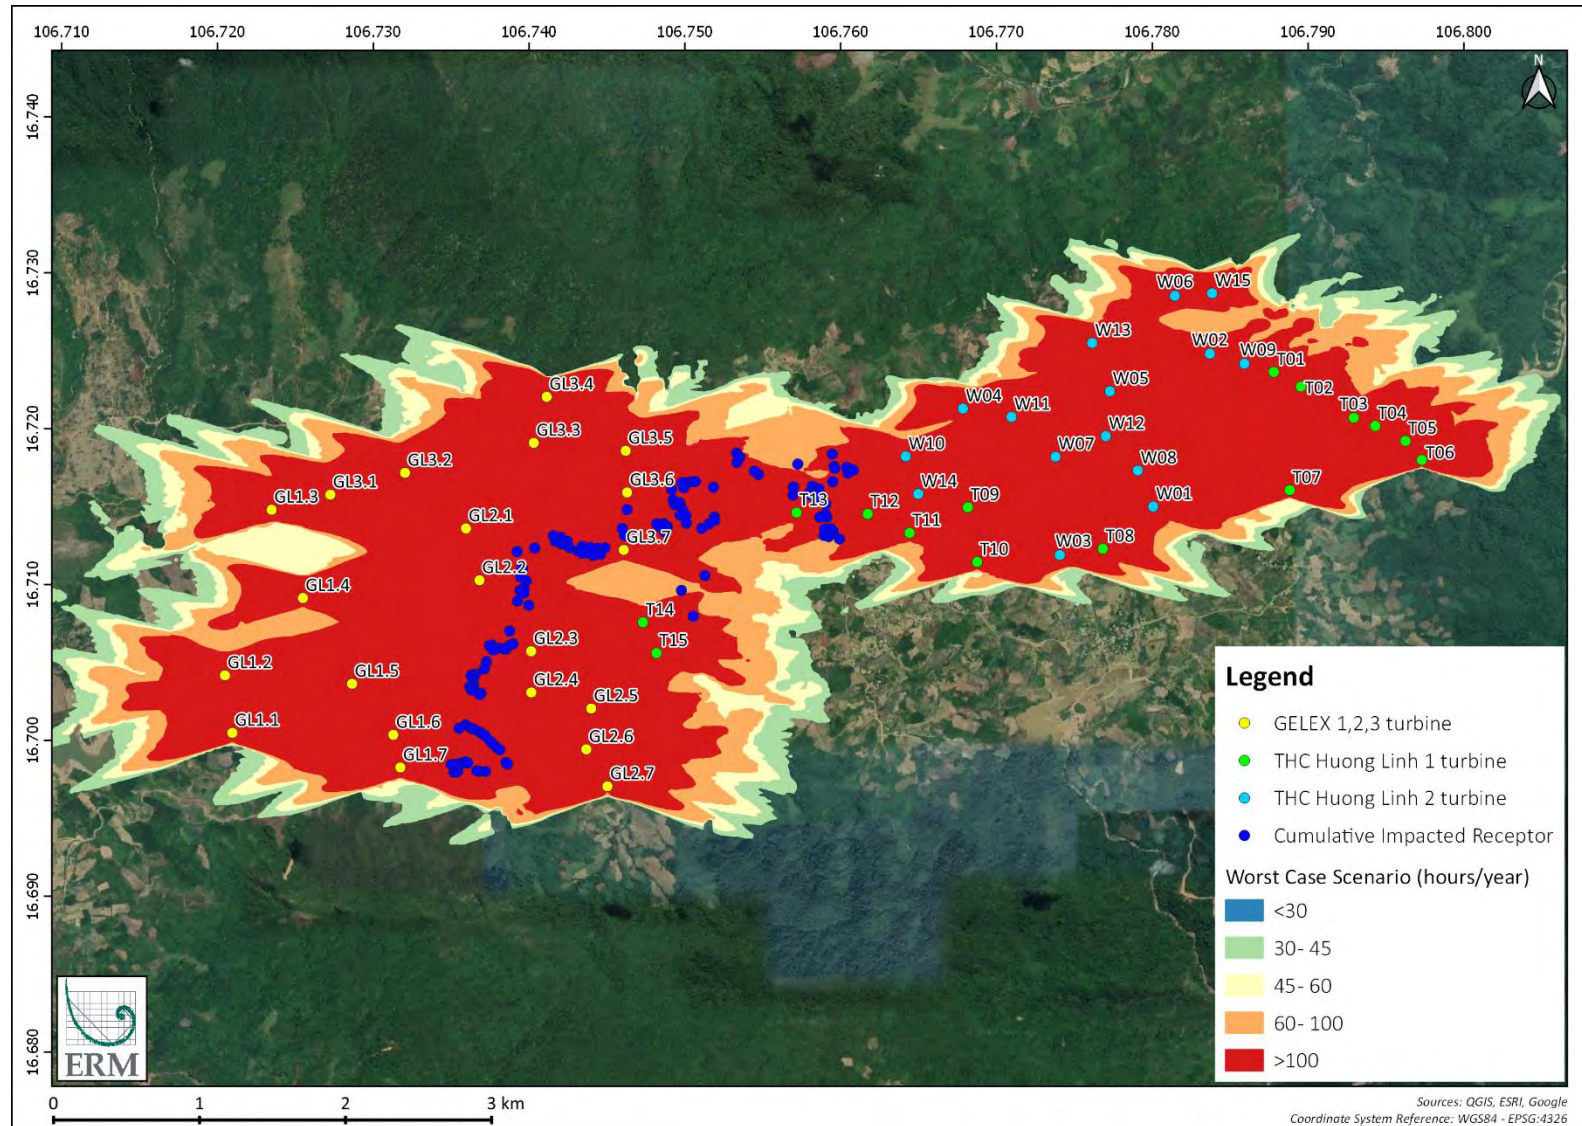 106.710 106.720 106.730 106.740 106.750 106.760 106.770 106.780 106.790 106.800
N
16.740
16.730
16.720
16.710
16.700
16.690
16.680
W06
W15
W13
W02
W09
T01
T02
W05
W04
W11
T03
T04
T05
T06
W12
W10
W07
W08
W14
T09
W01
T07
T13
T12
T11
T10
W03
T08
GL3.4
GL3.3
GL3.5
GL3.2
GL3.1
GL1.3
GL3.6
GL2.1
GL3.7
GL2.2
GL1.4
T14
T15
GL2.3
GL1.2
GL1.5
GL2.4
GL2.5
GL1.1
GL1.6
GL2.6
GL1.7
GL2.7
Legend
GELEX 1,2,3 turbine
THC Huong Linh 1 turbine
THC Huong Linh 2 turbine
Cumulative Impacted Receptor
Worst Case Scenario (hours/year)
<30
30- 45
45- 60
60- 100
>100
ERM
0 1 2 3 km
Sources: QGIS, ESRI, Google
Coordinate System Reference: WGS84 - EPSG:4326